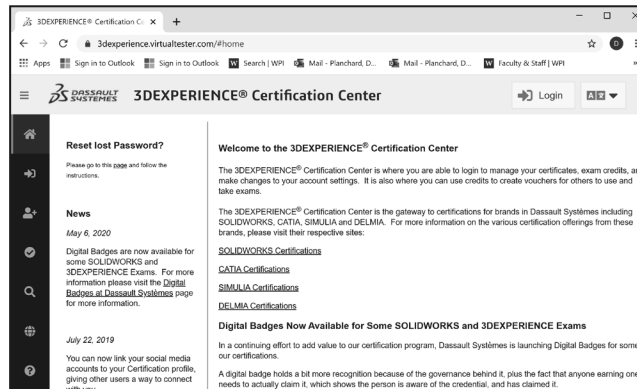 3DEXPERIENCE® Certification Ce
3dexperience.virtualtester.com/#home
Apps Sign in to Outlook Sign in to Outlo Search | WPI Mail - Planchard, D... Mail - Planchard, D... Faculty & Staff | WPI
DASSAULT SYSTEMES 3DEXPERIENCE® Certification Center Login
Reset lost Password?
Please go to this page and follow the
instructions.
News
May 6, 2020
Digital Badges are now available for
some SOLIDWORKS and
3DEXPERIENCE Exams. For more
information please visit the Digital
Badges at Dassault Systèmes page
for more information.
July 22, 2019
You can now link your social media
accounts to your Certification profile,
giving other users a way to connect
with you
Welcome to the 3DEXPERIENCE® Certification Center
The 3DEXPERIENCE® Certification Center is where you are able to login to manage your certificates, exam credits, an
make changes to your account settings. It is also where you can use credits to create vouchers for others to use and
take exams.
The 3DEXPERIENCE® Certification Center is the gateway to certifications for brands in Dassault Systèmes including
SOLIDWORKS, CATIA, SIMULIA and DELMIA. For more information on the various certification offerings from these
brands, please visit their respective sites:
SOLIDWORKS Certifications
CATIA Certifications
SIMULIA Certifications
DELMIA Certifications
Digital Badges Now Available for Some SOLIDWORKS and 3DEXPERIENCE Exams
In a continuing effort to add value to our certification program, Dassault Systèmes is launching Digital Badges for some
our certifications.
A digital badge holds a bit more recognition because of the governance behind it, plus the fact that anyone earning one
needs to actually claim it, which shows the person is aware of the credential, and has claimed it.